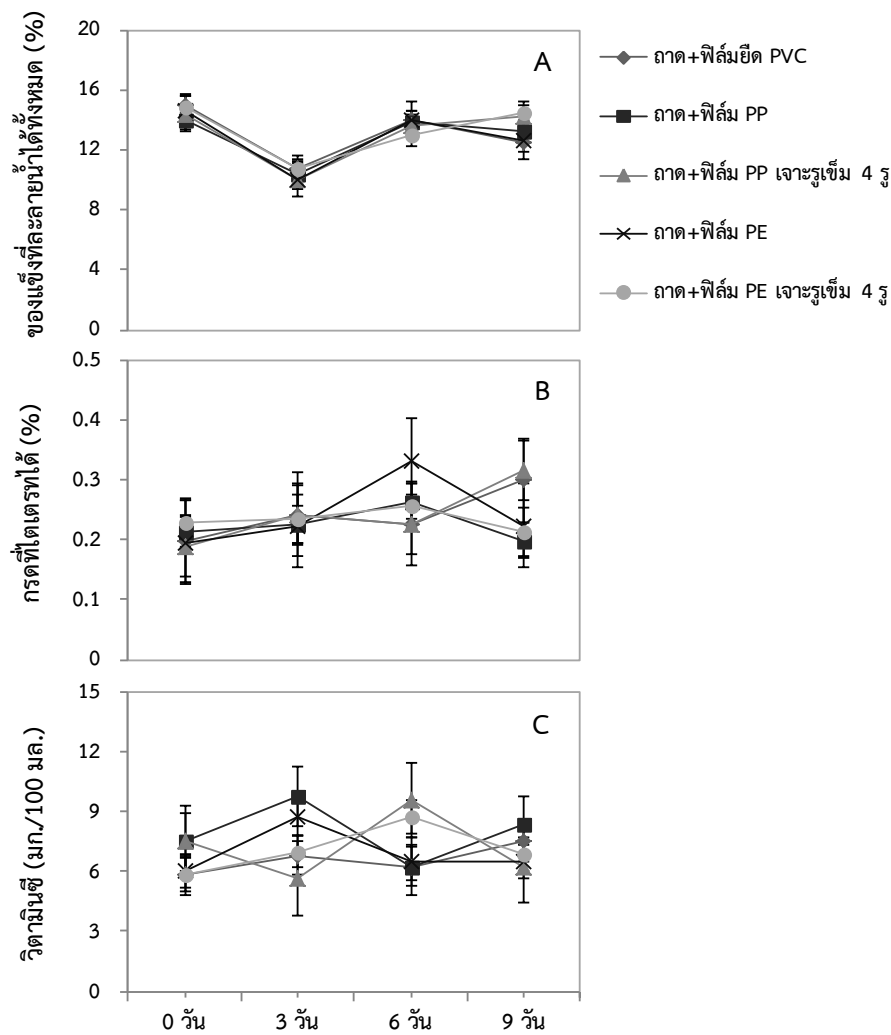 ของแข็งที่ละลายน้ำได้ทั้งหมด (%)
20
16
12
8
4
0
A
ถาด+ฟิล์มยืด PVC
ถาด+ฟิล์ม PP
ถาด+ฟิล์ม PP เจาะรูเข็ม 4 รู
ถาด+ฟิล์ม PE
ถาด+ฟิล์ม PE เจาะรูเข็ม 4 รู
กรดที่ไตเตรทได้ (%)
0.5
0.4
0.3
0.2
0.1
0
B
วิตามินซี (มก./100 มล.)
15
12
9
6
3
0
C
0 วัน 3 วัน 6 วัน 9 วัน